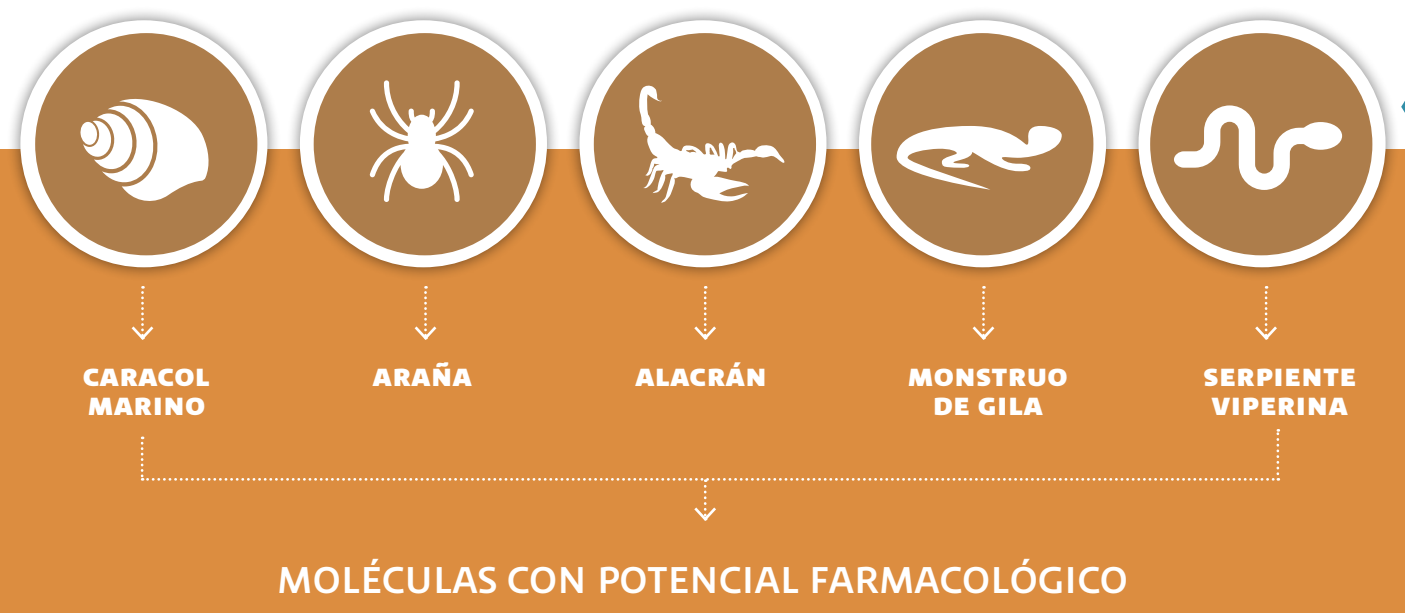 CARACOL
MARINO
ARAÑA
ALACRÁN
MONSTRUO
DE GILA
SERPIENTE
VIPERINA
MOLÉCULAS CON POTENCIAL FARMACOLÓGICO